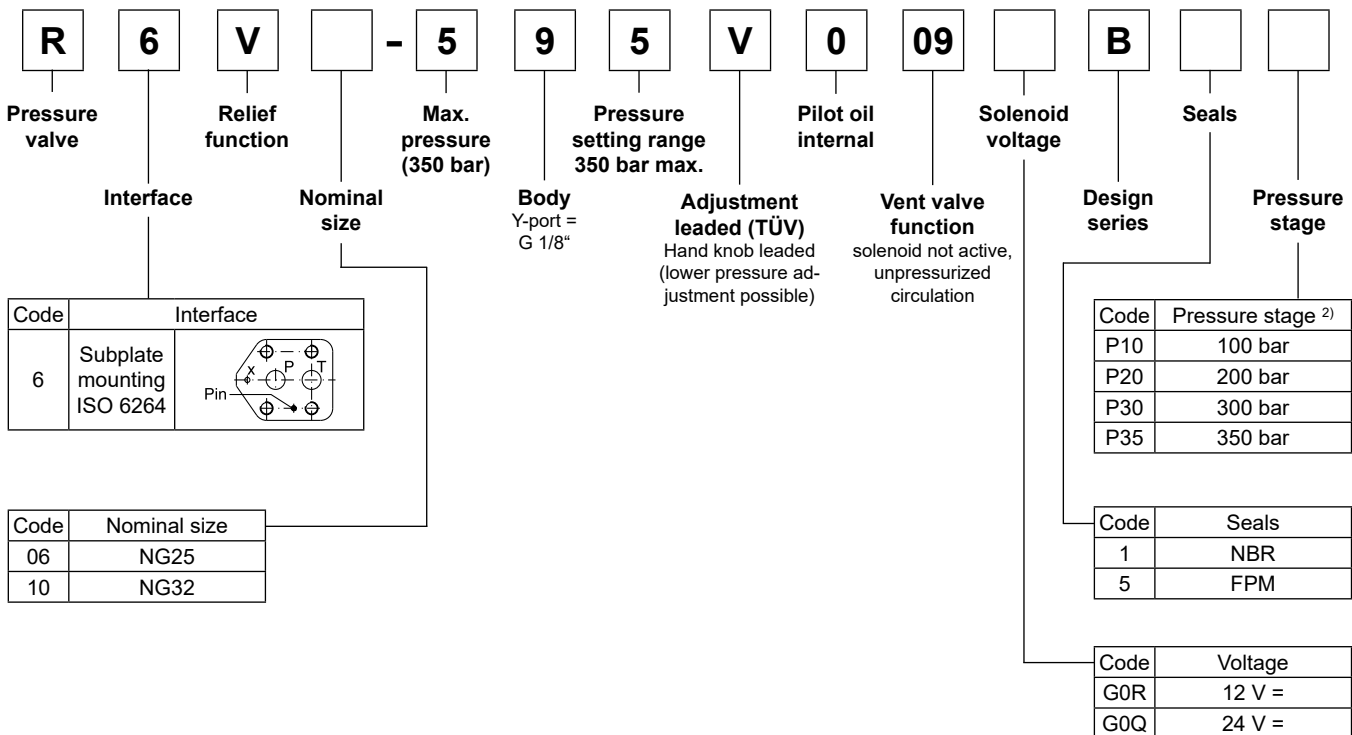 R 6 V - 5 9 5 V 0 09 B
Pressure
valve
Relief
function
Max.
pressure
(350 bar)
Pressure
setting range
350 bar max.
Pilot oil
internal
Solenoid
voltage
Seals
Interface
Nominal
size
Body
Y-port =
G 1/8“
Adjustment
leaded (TÜV)
Hand knob leaded
(lower pressure ad-
justment possible)
Vent valve
function
solenoid not active,
unpressurized
circulation
Design
series
Pressure
stage
Code Interface
6 Subplate
mounting
ISO 6264
x P T
Pin
Code Pressure stage 2)
P10 100 bar
P20 200 bar
P30 300 bar
P35 350 bar
Code Nominal size
06 NG25
10 NG32
Code Seals
1 NBR
5 FPM
Code Voltage
G0R 12 V =
G0Q 24 V =